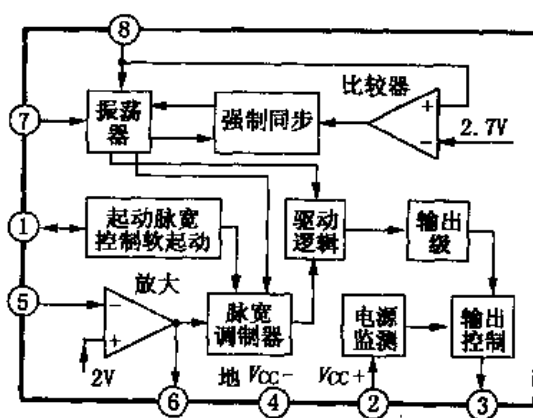 8
比较器
振荡
器
强制同步
+
−
2.7V
7
1
起动脉宽
控制软起动
驱动
逻辑
输出
级
5
放大
−
+
2V
脉宽
调制器
电源
监测
输出
控制
地 VCC− VCC+
6
4
2
3